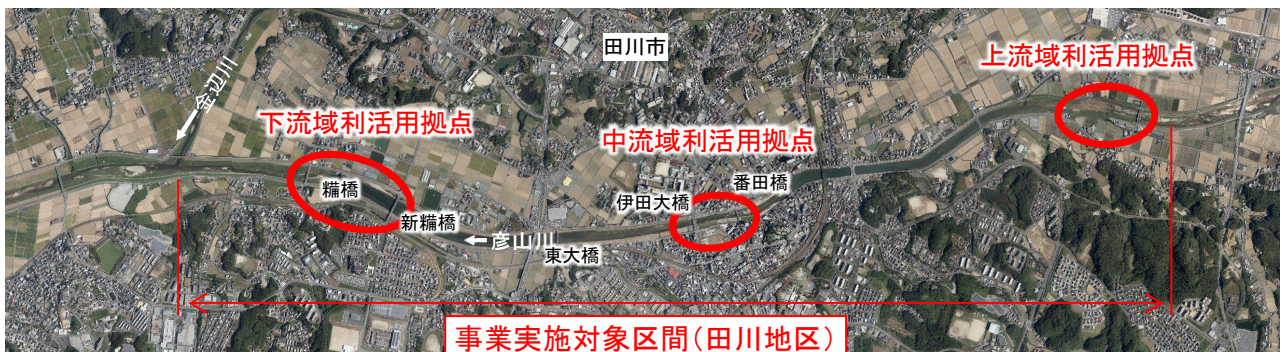 田川市
上流域利活用拠点
金辺川
下流域利活用拠点
中流域利活用拠点
番田橋
糒橋
伊田大橋
新糒橋
彦山川
東大橋
事業実施対象区間(田川地区)